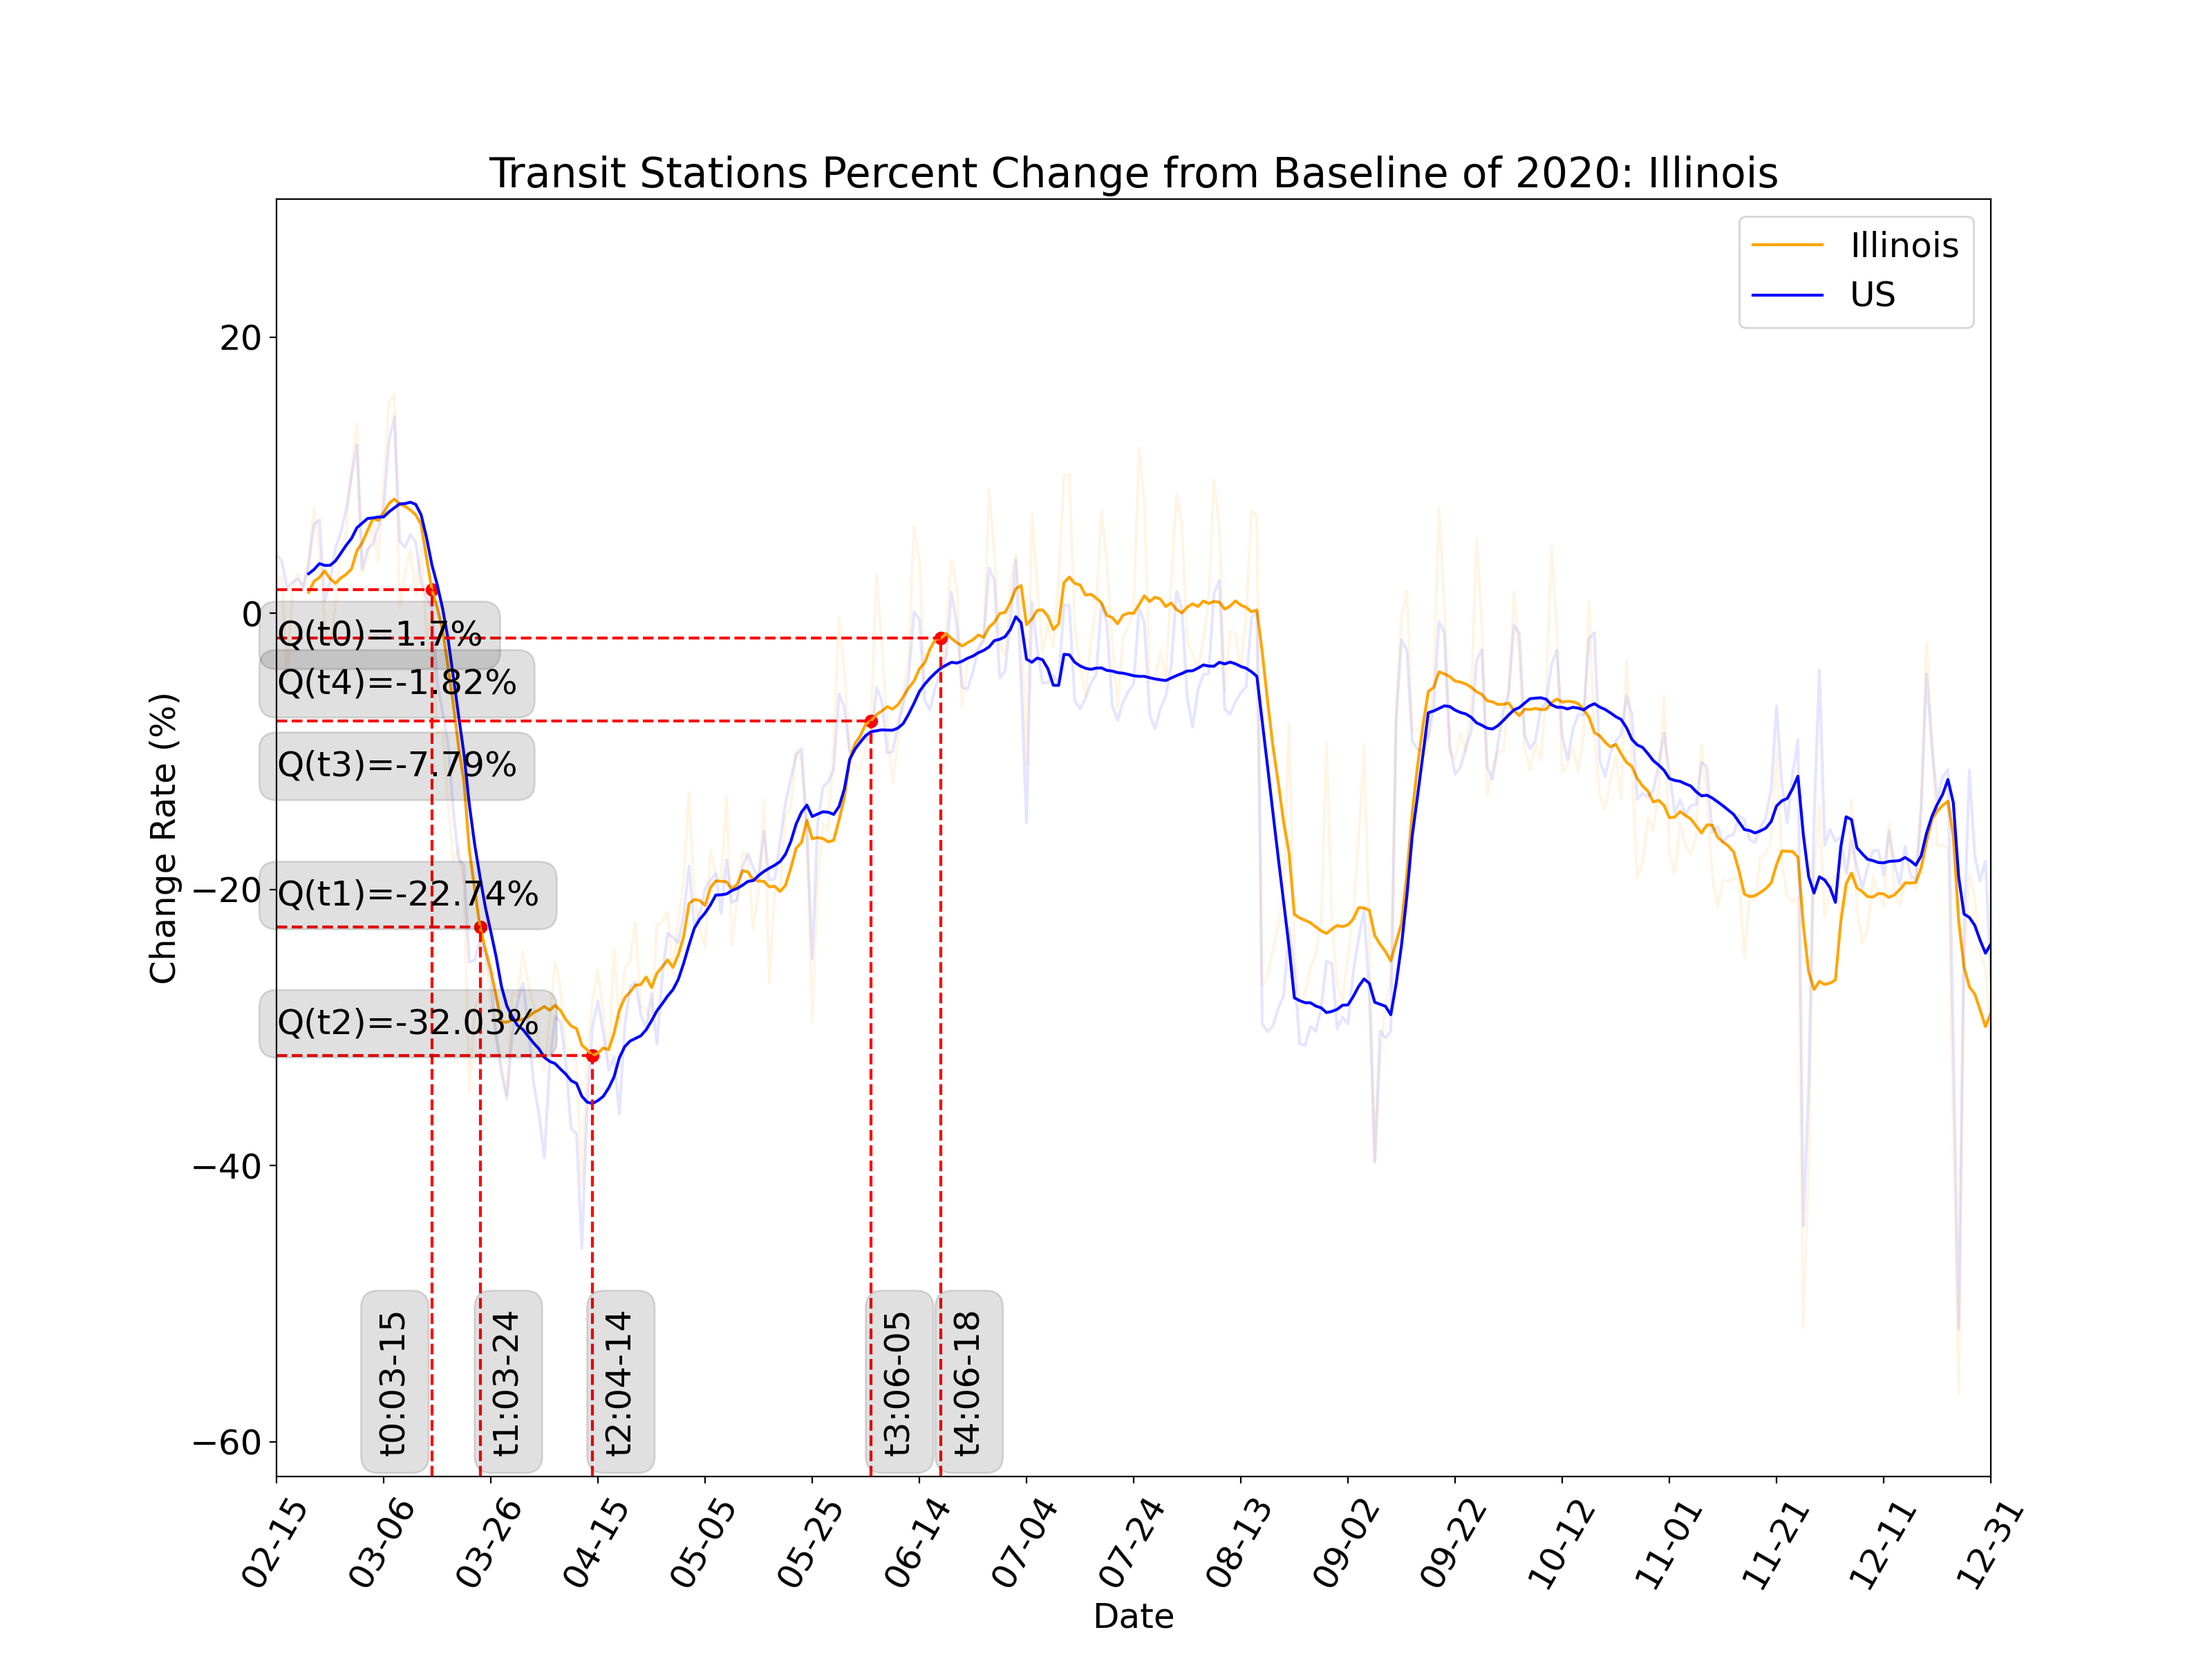 Transit Stations Percent Change from Baseline of 2020: Illinois
Illinois
US
Change Rate (%)
20
0
−20
−40
−60
Q(t0)=1.7%
Q(t4)=-1.82%
Q(t3)=-7.79%
Q(t1)=-22.74%
Q(t2)=-32.03%
t0:03-15
t1:03-24
t2:04-14
t3:06-05
t4:06-18
02-15
03-06
03-26
04-15
05-05
05-25
06-14
07-04
07-24
08-13
09-02
09-22
10-12
11-01
11-21
12-11
12-31
Date